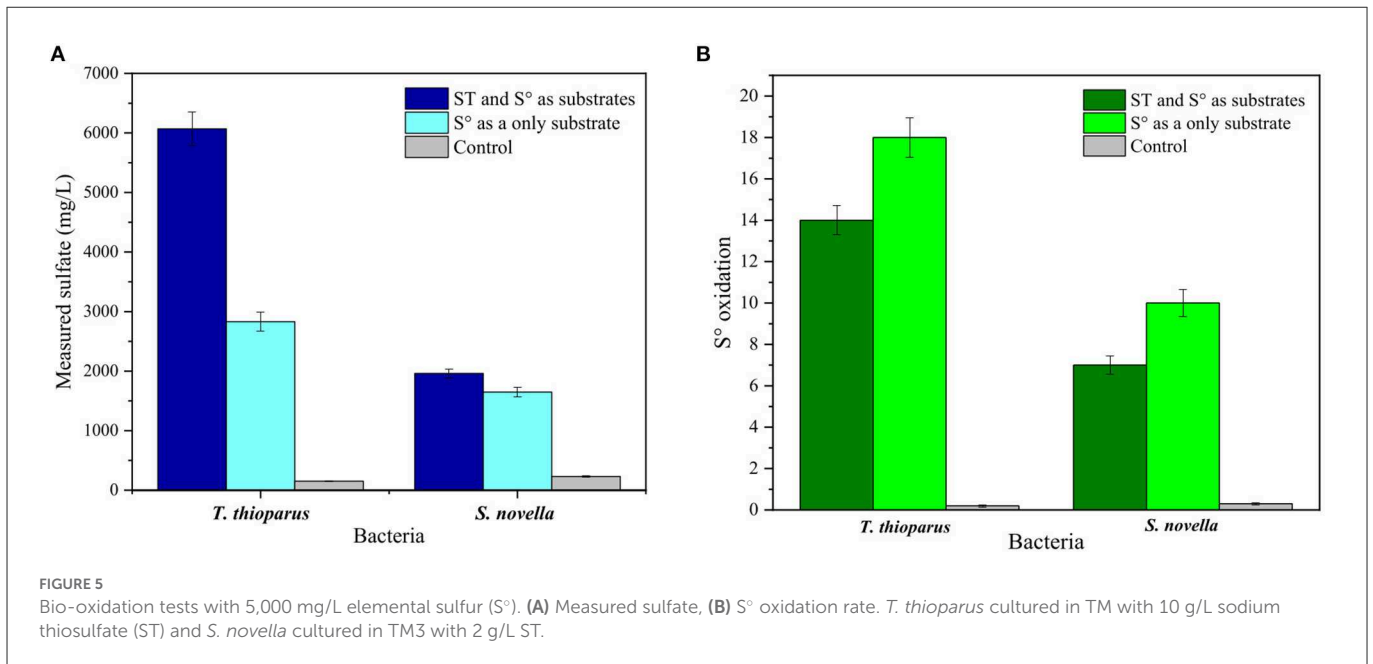 A
7000
6000
5000
4000
3000
2000
1000
0
Measured sulfate (mg/L)
ST and S° as substrates
S° as a only substrate
Control
T. thioparus
S. novella
Bacteria
B
20
18
16
14
12
10
8
6
4
2
0
S° oxidation
ST and S° as substrates
S° as a only substrate
Control
T. thioparus
S. novella
Bacteria
FIGURE 5
Bio-oxidation tests with 5,000 mg/L elemental sulfur (S°). (A) Measured sulfate, (B) S° oxidation rate. T. thioparus cultured in TM with 10 g/L sodium
thiosulfate (ST) and S. novella cultured in TM3 with 2 g/L ST.